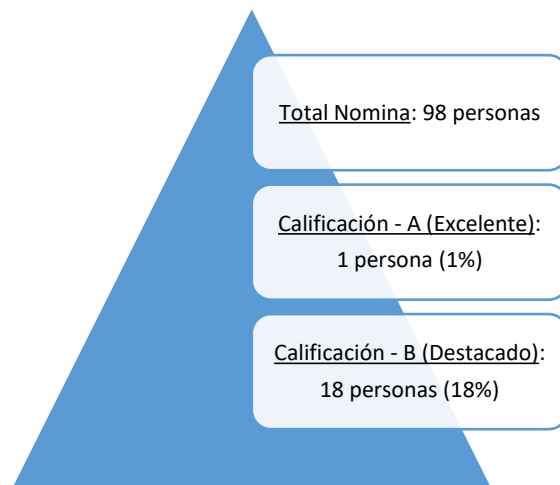 Total Nomina: 98 personas
Calificación - A (Excelente):
1 persona (1%)
Calificación - B (Destacado):
18 personas (18%)